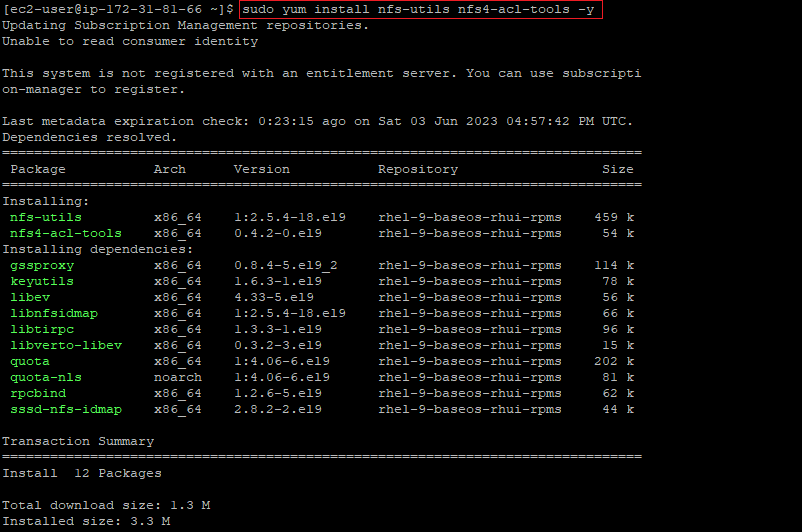 [ec2-user@ip-172-31-81-66 ~]$ sudo yum install nfs-utils nfs4-acl-tools -y
Updating Subscription Management repositories.
Unable to read consumer identity
This system is not registered with an entitlement server. You can use subscripti
on-manager to register.
Last metadata expiration check: 0:23:15 ago on Sat 03 Jun 2023 04:57:42 PM UTC.
Dependencies resolved.
================================================================================
Package Arch Version Repository Size
================================================================================
Installing:
nfs-utils x86_64 1:2.5.4-18.el9 rhel-9-baseos-rhui-rpms 459 k
nfs4-acl-tools x86_64 0.4.2-0.el9 rhel-9-baseos-rhui-rpms 54 k
Installing dependencies:
gssproxy x86_64 0.8.4-5.el9_2 rhel-9-baseos-rhui-rpms 114 k
keyutils x86_64 1.6.3-1.el9 rhel-9-baseos-rhui-rpms 78 k
libev x86_64 4.33-5.el9 rhel-9-baseos-rhui-rpms 56 k
libnfsidmap x86_64 1:2.5.4-18.el9 rhel-9-baseos-rhui-rpms 66 k
libtirpc x86_64 1.3.3-1.el9 rhel-9-baseos-rhui-rpms 96 k
libverto-libev x86_64 0.3.2-3.el9 rhel-9-baseos-rhui-rpms 15 k
quota x86_64 1:4.06-6.el9 rhel-9-baseos-rhui-rpms 202 k
quota-nls noarch 1:4.06-6.el9 rhel-9-baseos-rhui-rpms 81 k
rpcbind x86_64 1.2.6-5.el9 rhel-9-baseos-rhui-rpms 62 k
sssd-nfs-idmap x86_64 2.8.2-2.el9 rhel-9-baseos-rhui-rpms 44 k
Transaction Summary
================================================================================
Install 12 Packages
Total download size: 1.3 M
Installed size: 3.3 M